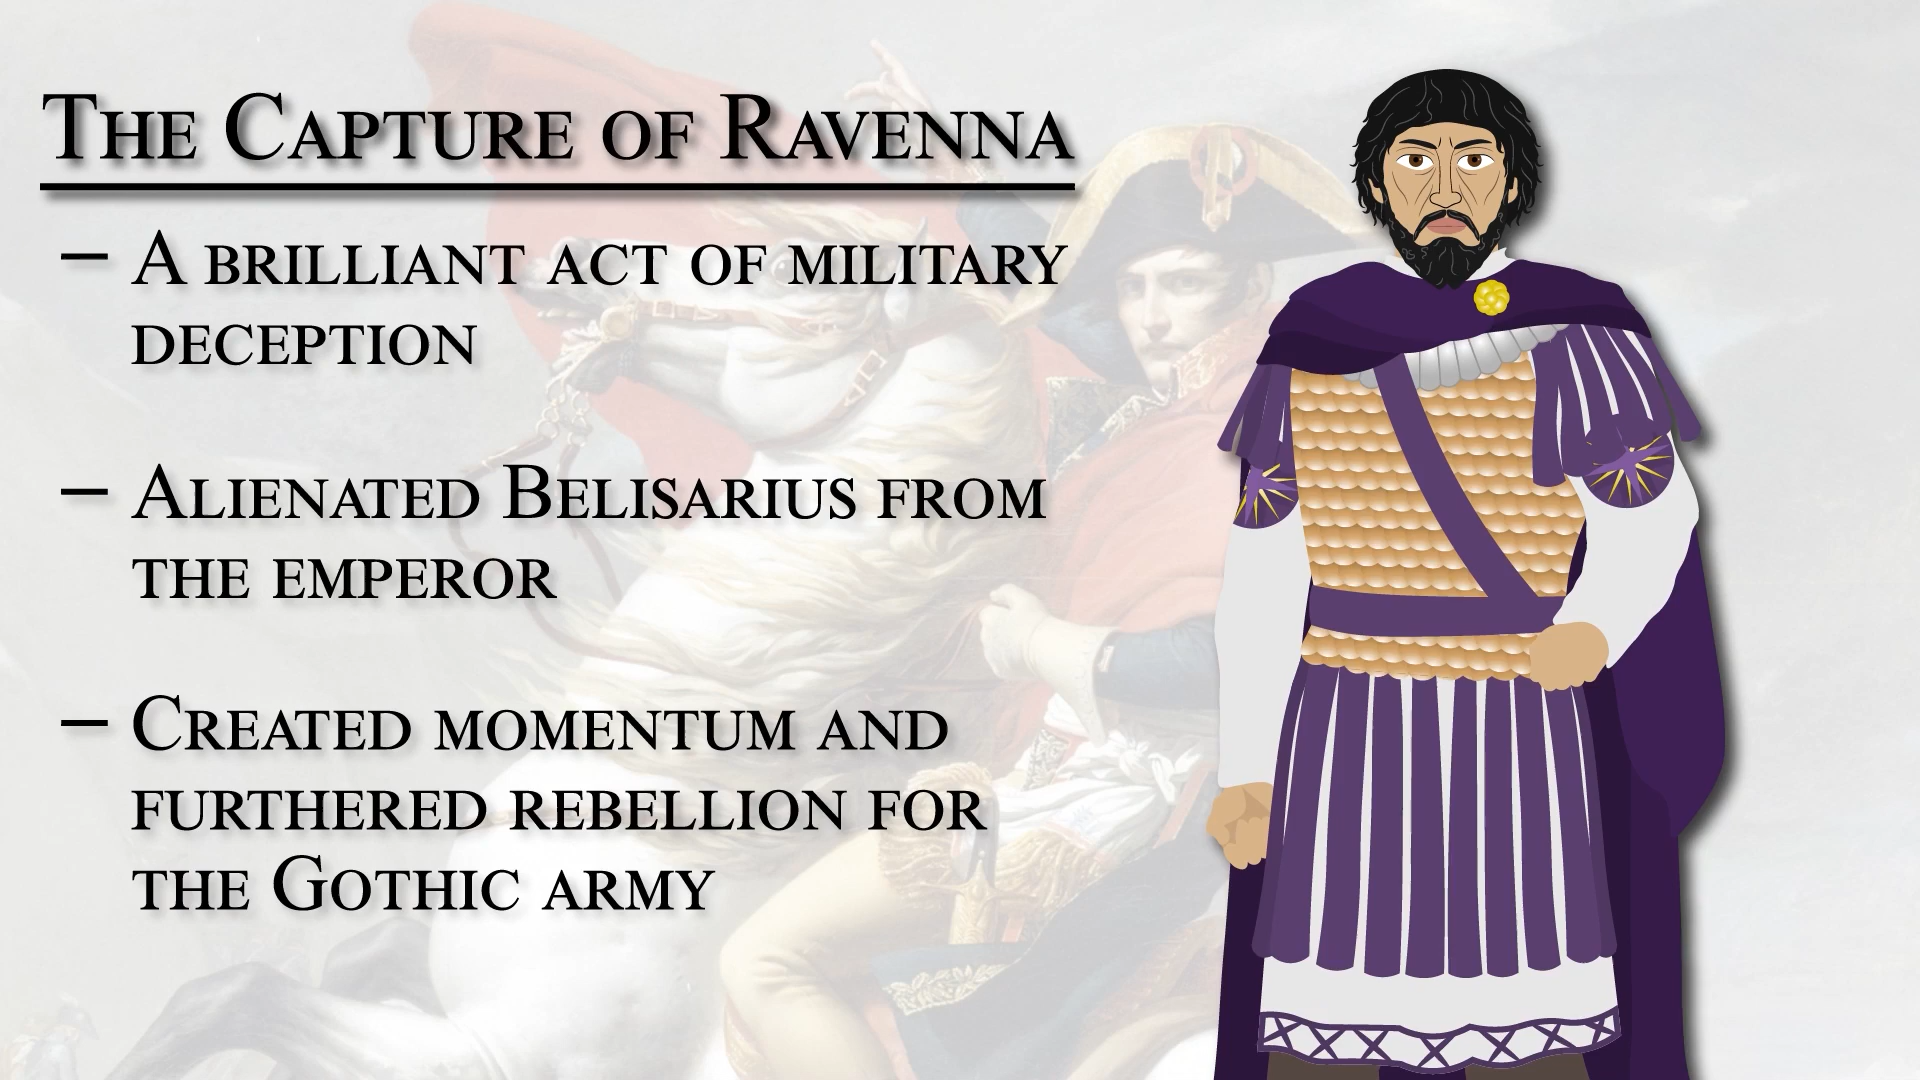 The Capture of Ravenna
– A brilliant act of military
deception
– Alienated Belisarius from
the emperor
– Created momentum and
furthered rebellion for
the Gothic army